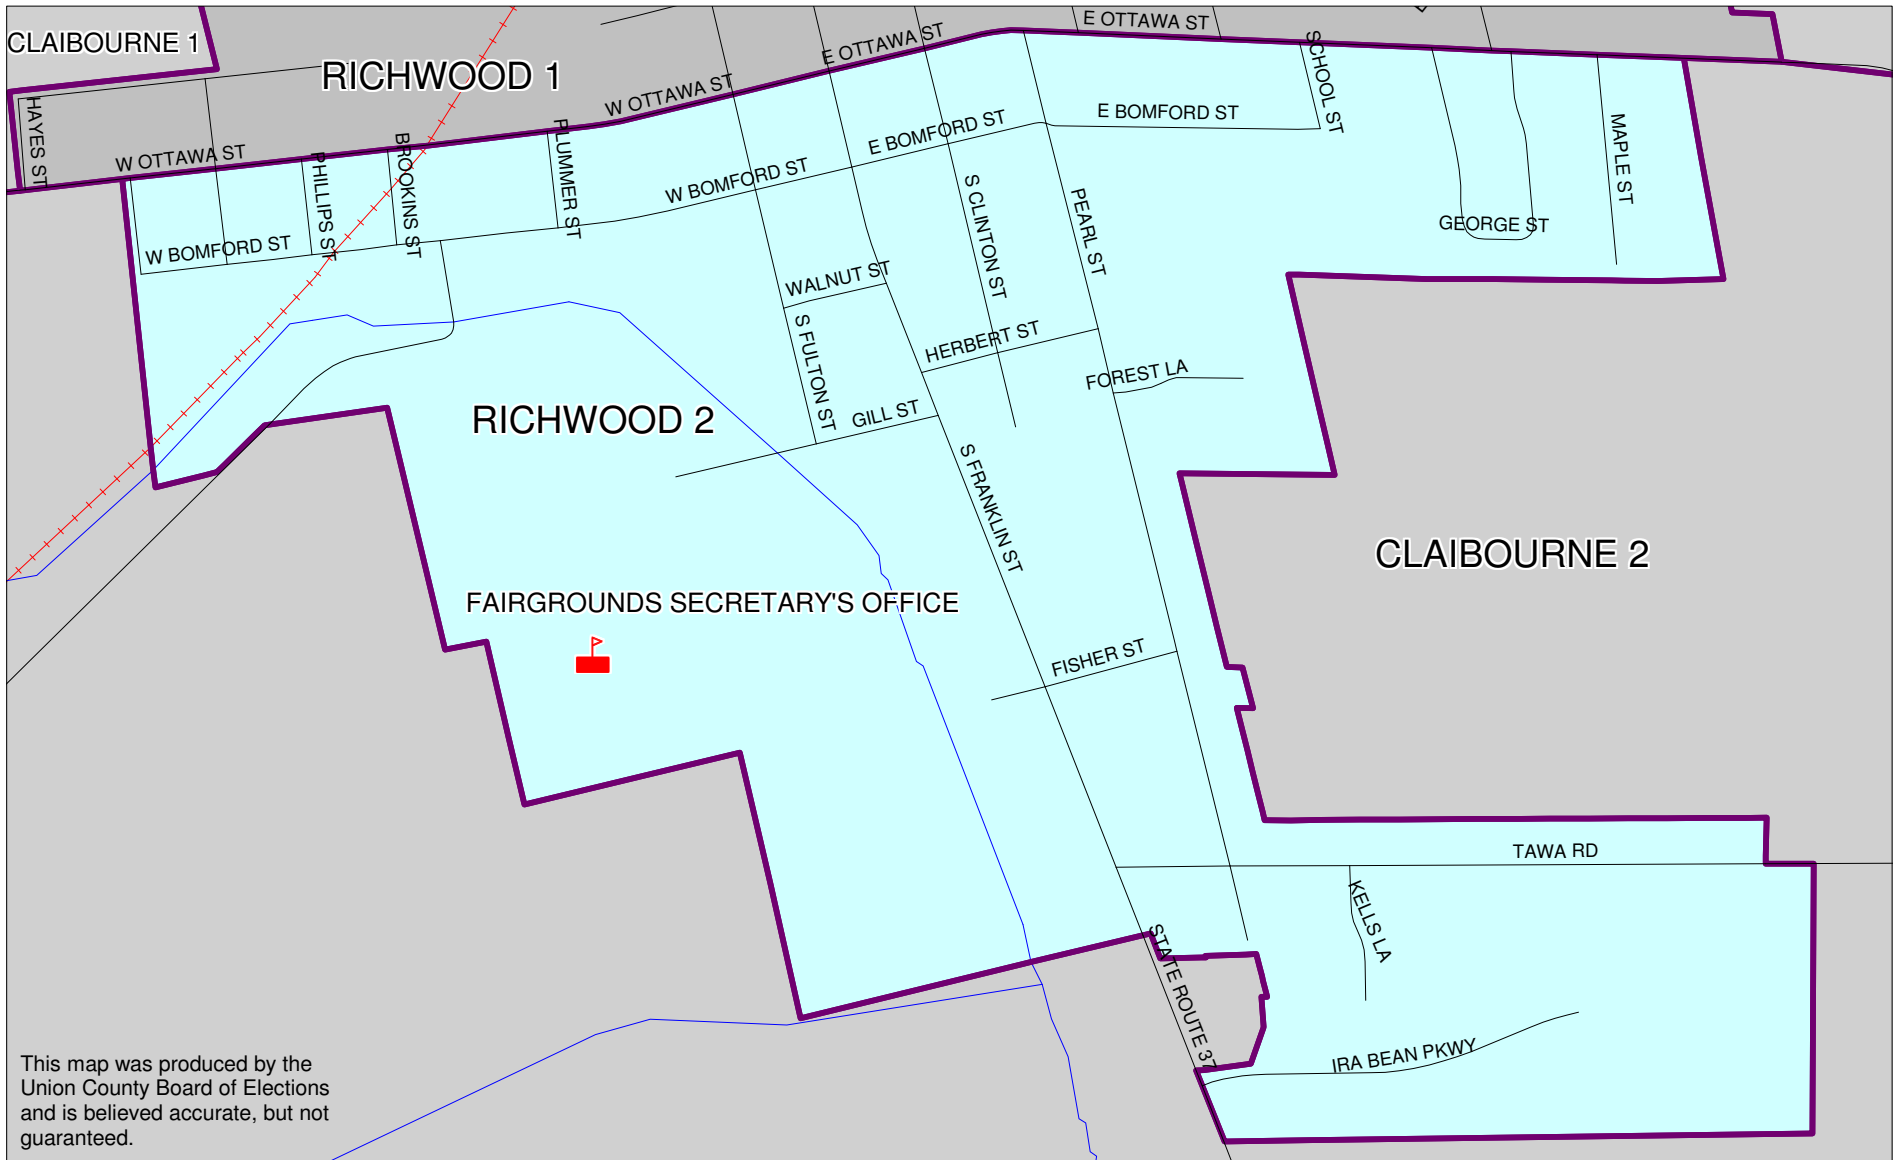 CLAIBOURNE 1
E OTTAWA ST
E OTTAWA ST
RICHWOOD 1
W OTTAWA ST
SCHOOL ST
HAYES ST
W OTTAWA ST
PHILLIPS ST
BROOKINS ST
PLUMMER ST
E BOMFORD ST
E BOMFORD ST
MAPLE ST
W BOMFORD ST
W BOMFORD ST
S CLINTON ST
PEARL ST
GEORGE ST
WALNUT ST
S FULTON ST
HERBERT ST
FOREST LA
RICHWOOD 2
GILL ST
S FRANKLIN ST
CLAIBOURNE 2
FAIRGROUNDS SECRETARY'S OFFICE
FISHER ST
TAWA RD
KELLS LA
STATE ROUTE 37
IRA BEAN PKWY
This map was produced by the
Union County Board of Elections
and is believed accurate, but not
guaranteed.